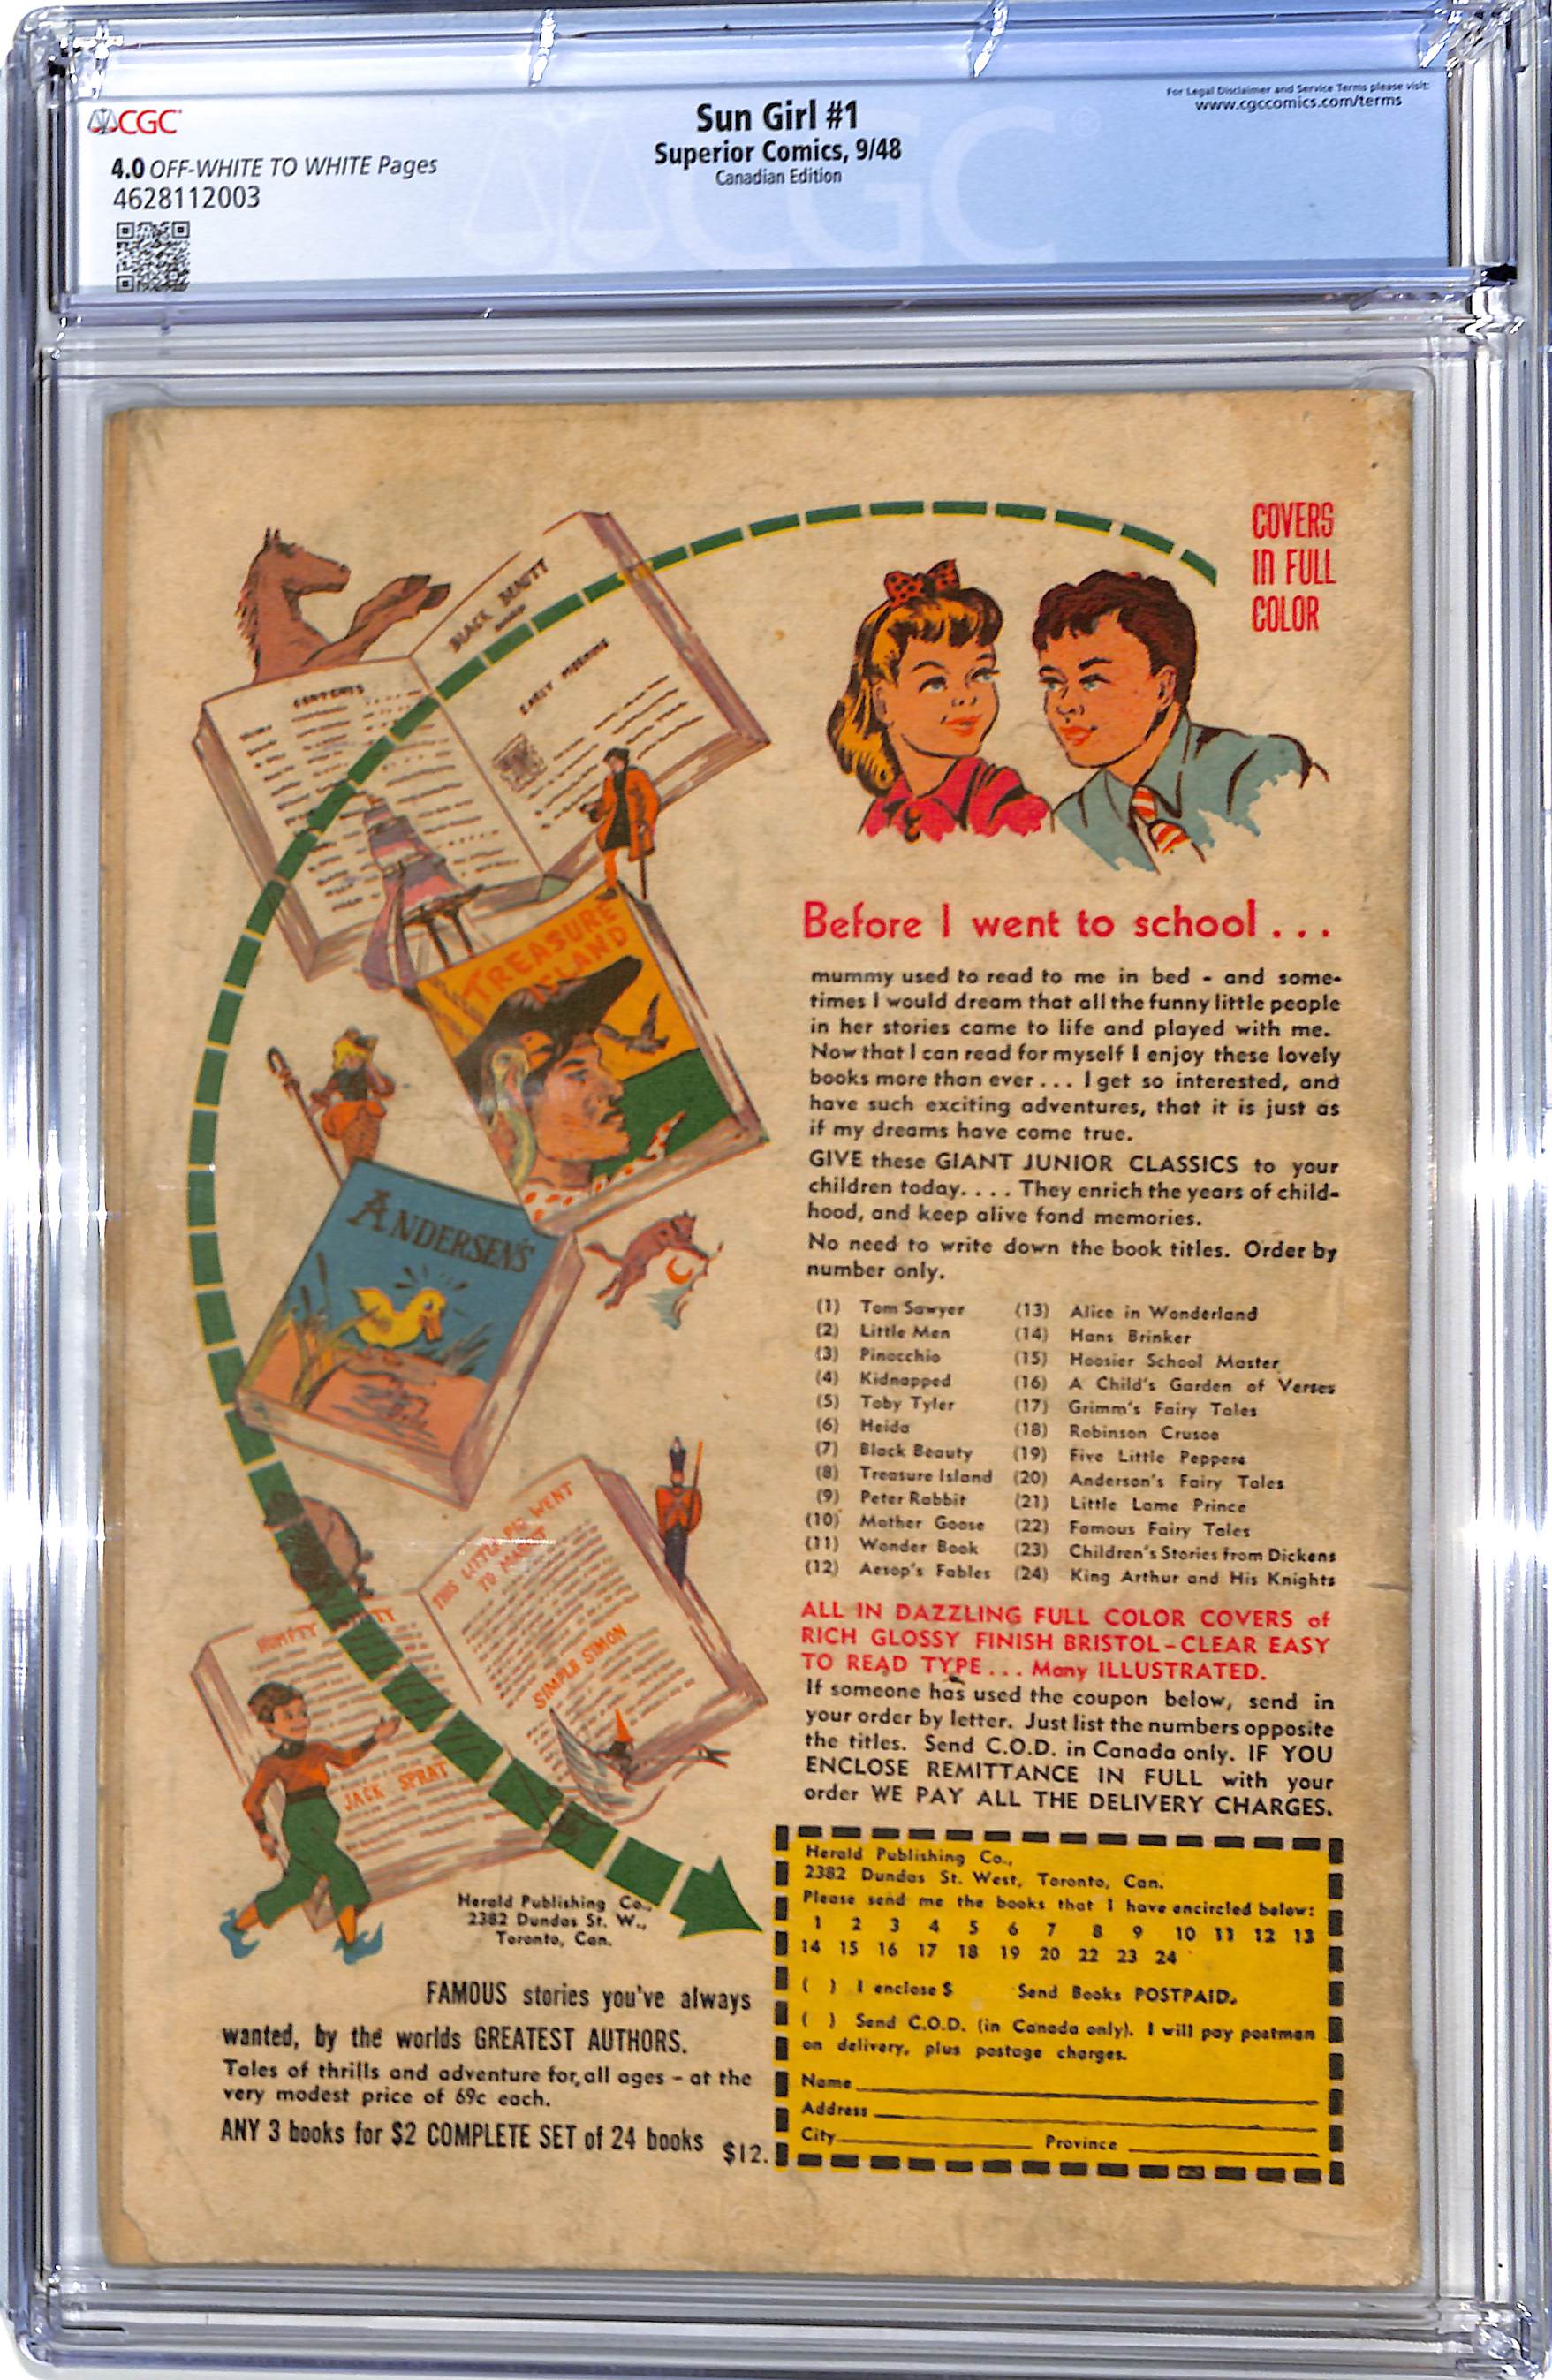 CGC
4.0 OFF-WHITE TO WHITE Pages
4628112003
Sun Girl #1
Superior Comics, 9/48
Canadian Edition
For Legal Disclaimer and Service Terms please visit:
www.cgccomics.com/terms
COVERS
IN FULL
COLOR
BLACK BEAUTY
CONTENTS
EARLY MORNING
TREASURE
ISLAND
ANDERSEN'S
THIS LITTLE PIG WENT
TO MARKET
SIMPLE SIMON
HUMPTY
JACK SPRAT
Before I went to school . . .
mummy used to read to me in bed - and some-
times I would dream that all the funny little people
in her stories came to life and played with me.
Now that I can read for myself I enjoy these lovely
books more than ever . . . I get so interested, and
have such exciting adventures, that it is just as
if my dreams have come true.
GIVE these GIANT JUNIOR CLASSICS to your
children today. . . . They enrich the years of child-
hood, and keep alive fond memories.
No need to write down the book titles. Order by
number only.
(1) Tom Sawyer
(2) Little Men
(3) Pinocchio
(4) Kidnapped
(5) Toby Tyler
(6) Heida
(7) Black Beauty
(8) Treasure Island
(9) Peter Rabbit
(10) Mother Goose
(11) Wonder Book
(12) Aesop's Fables
(13) Alice in Wonderland
(14) Hans Brinker
(15) Hoosier School Master
(16) A Child's Garden of Verses
(17) Grimm's Fairy Tales
(18) Robinson Crusoe
(19) Five Little Peppers
(20) Anderson's Fairy Tales
(21) Little Lame Prince
(22) Famous Fairy Tales
(23) Children's Stories from Dickens
(24) King Arthur and His Knights
ALL IN DAZZLING FULL COLOR COVERS of
RICH GLOSSY FINISH BRISTOL - CLEAR EASY
TO READ TYPE . . . Many ILLUSTRATED.
If someone has used the coupon below, send in
your order by letter. Just list the numbers opposite
the titles. Send C.O.D. in Canada only. IF YOU
ENCLOSE REMITTANCE IN FULL with your
order WE PAY ALL THE DELIVERY CHARGES.
Herald Publishing Co.,
2382 Dundas St. W.,
Toronto, Can.
FAMOUS stories you've always
wanted, by the worlds GREATEST AUTHORS.
Tales of thrills and adventure for, all ages - at the
very modest price of 69c each.
ANY 3 books for $2 COMPLETE SET of 24 books $12.
Herald Publishing Co.,
2382 Dundas St. West, Toronto, Can.
Please send me the books that I have encircled below:
1 2 3 4 5 6 7 8 9 10 11 12 13
14 15 16 17 18 19 20 22 23 24
( ) I enclose $ Send Books POSTPAID.
( ) Send C.O.D. (in Canada only). I will pay postman
on delivery, plus postage charges.
Name
Address
City Province